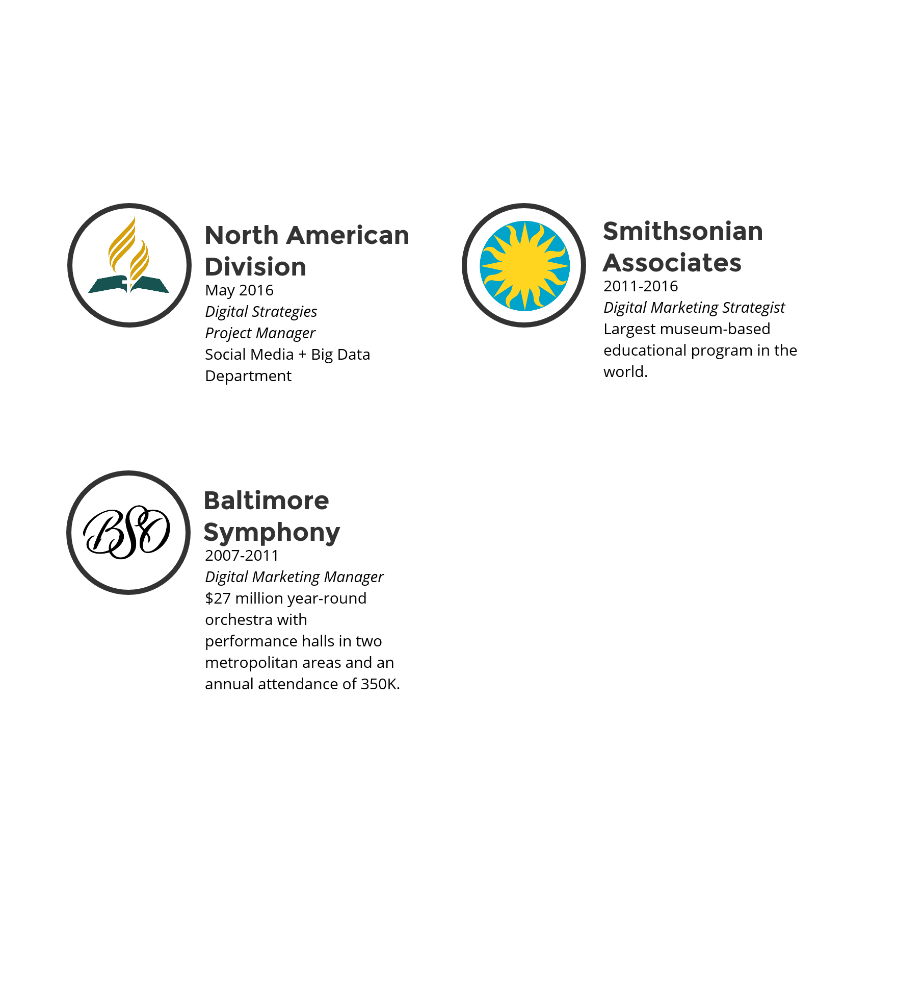 North American
Division
May 2016
Digital Strategies
Project Manager
Social Media + Big Data
Department
Smithsonian
Associates
2011-2016
Digital Marketing Strategist
Largest museum-based
educational program in the
world.
BSO
Baltimore
Symphony
2007-2011
Digital Marketing Manager
$27 million year-round
orchestra with
performance halls in two
metropolitan areas and an
annual attendance of 350K.